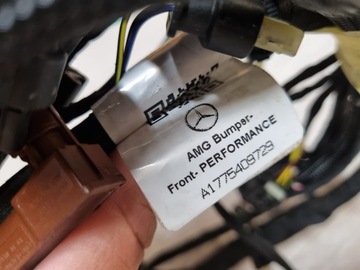 AMG Bumper-
Front- PERFORMANCE
A1775409729